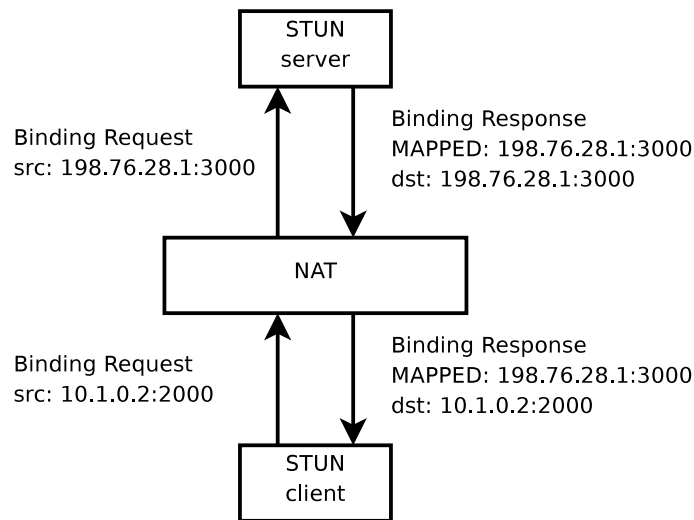 STUN
server
Binding Request
src: 198.76.28.1:3000
Binding Response
MAPPED: 198.76.28.1:3000
dst: 198.76.28.1:3000
NAT
Binding Request
src: 10.1.0.2:2000
Binding Response
MAPPED: 198.76.28.1:3000
dst: 10.1.0.2:2000
STUN
client